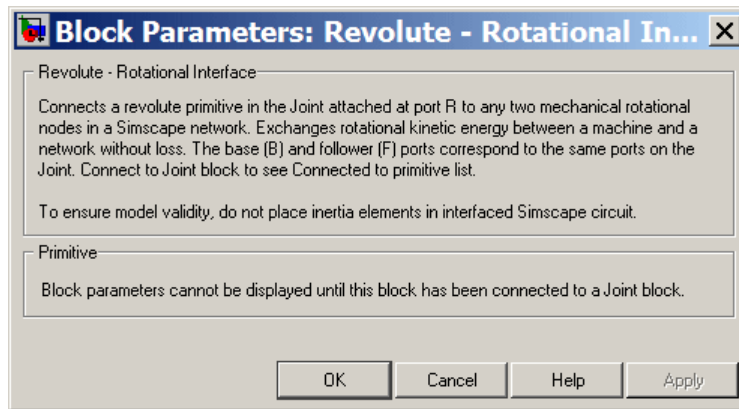 Block Parameters: Revolute - Rotational In...
Revolute - Rotational Interface
Connects a revolute primitive in the Joint attached at port R to any two mechanical rotational
nodes in a Simscape network. Exchanges rotational kinetic energy between a machine and a
network without loss. The base (B) and follower (F) ports correspond to the same ports on the
Joint. Connect to Joint block to see Connected to primitive list.
To ensure model validity, do not place inertia elements in interfaced Simscape circuit.
Primitive
Block parameters cannot be displayed until this block has been connected to a Joint block.
OK Cancel Help Apply